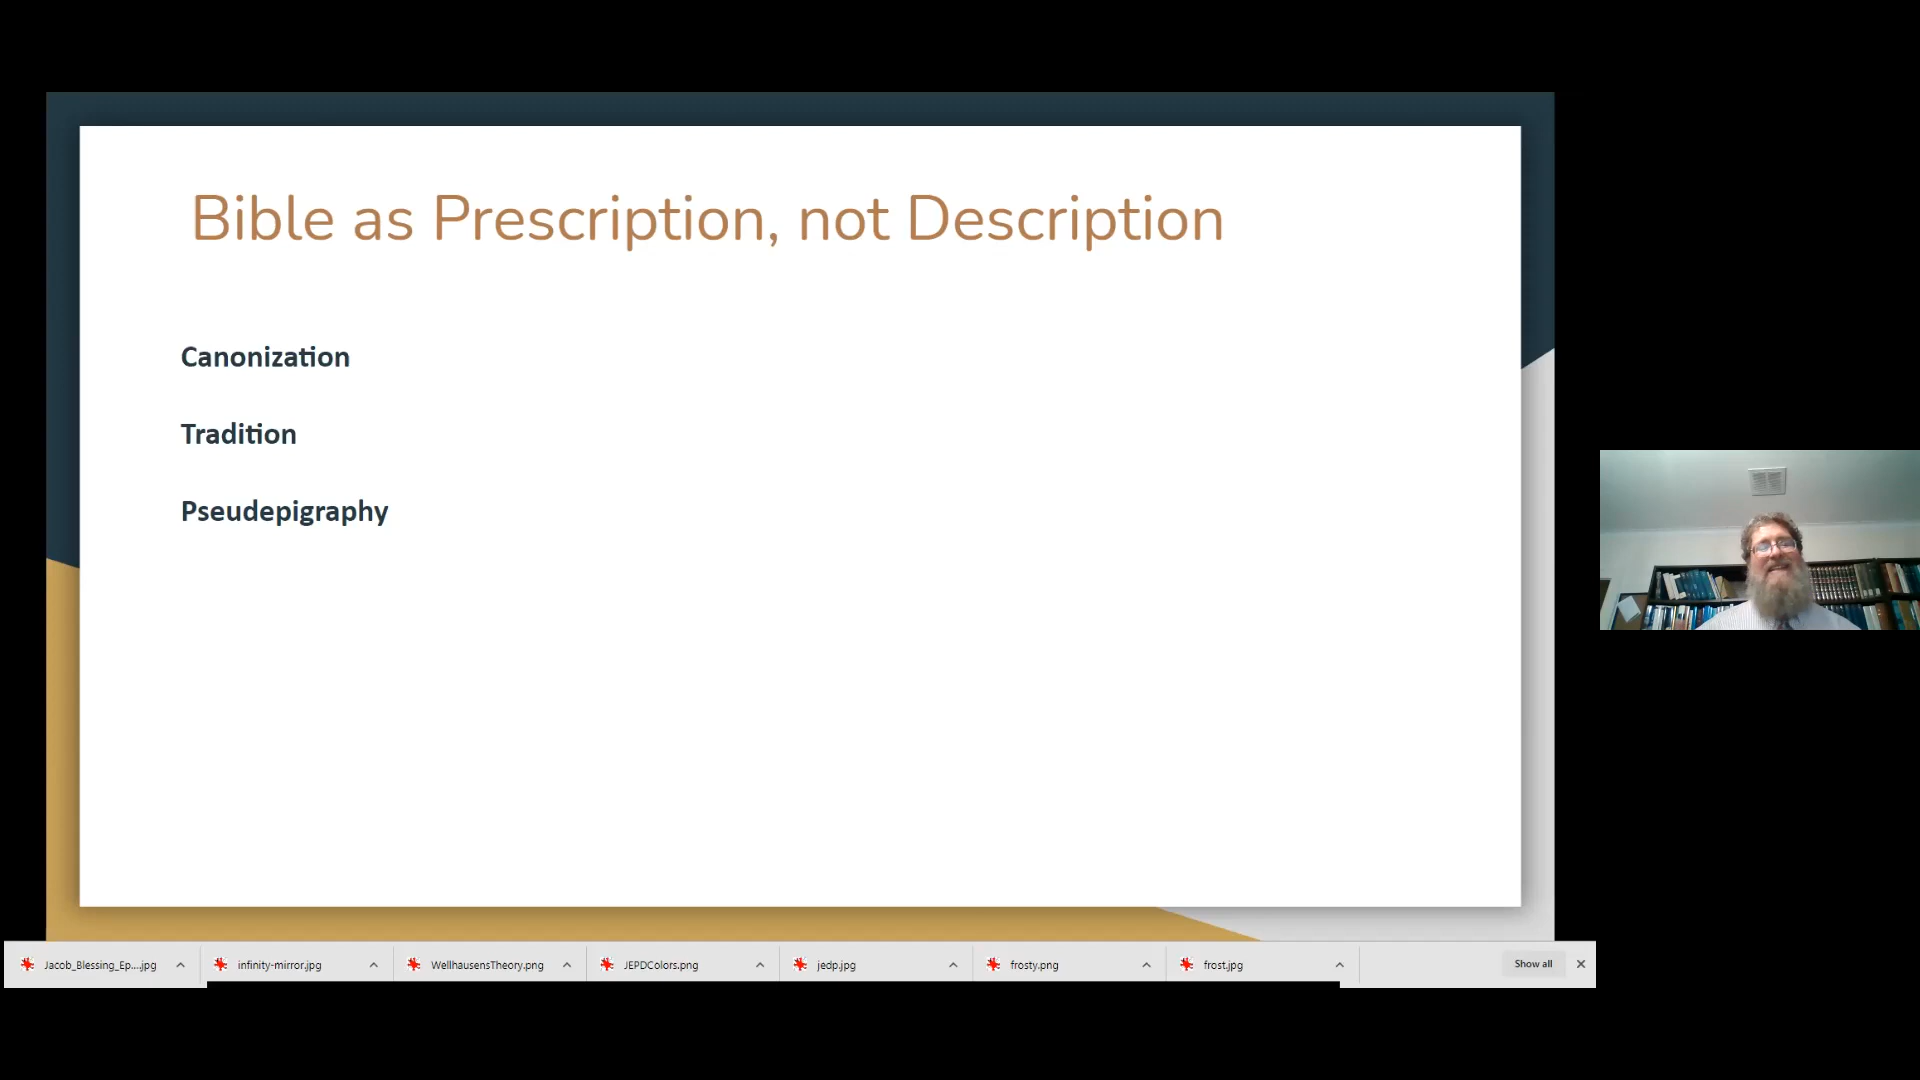 Bible as Prescription, not Description
Canonization
Tradition
Pseudepigraphy
Jacob_Blessing_Ep....jpg
infinity-mirror.jpg
WellhausensTheory.png
JEPDColors.png
jedp.jpg
frosty.png
frost.jpg
Show all